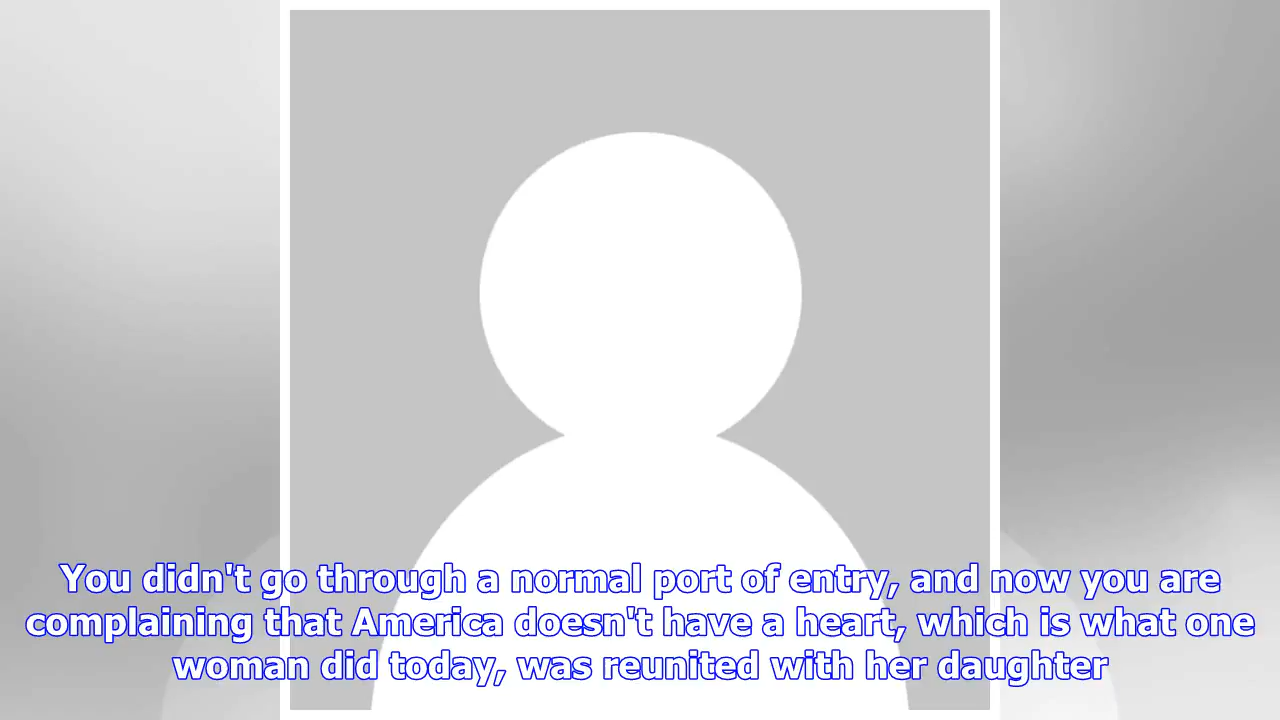 You didn't go through a normal port of entry, and now you are
complaining that America doesn't have a heart, which is what one
woman did today, was reunited with her daughter